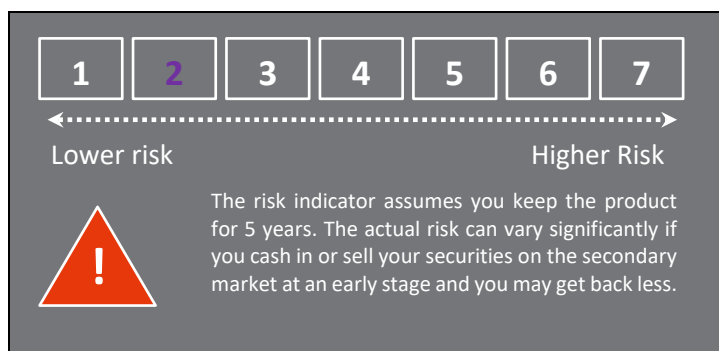 1 2 3 4 5 6 7
Lower risk Higher Risk
The risk indicator assumes you keep the product
for 5 years. The actual risk can vary significantly if
you cash in or sell your securities on the secondary
market at an early stage and you may get back less.
!